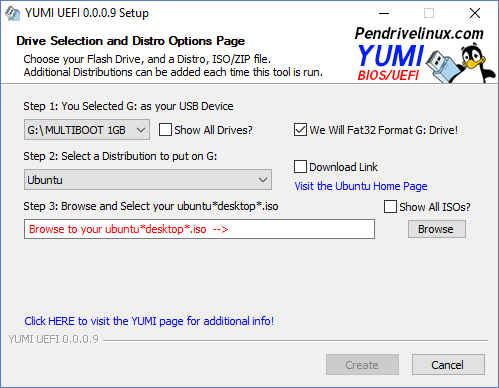 YUMI UEFI 0.0.0.9 Setup
Drive Selection and Distro Options Page
Choose your Flash Drive, and a Distro, ISO/ZIP file.
Additional Distributions can be added each time this tool is run.
Pendrivelinux.com
YUMI
BIOS/UEFI
Step 1: You Selected G: as your USB Device
G:\ MULTIBOOT 1GB
Show All Drives?
We Will Fat32 Format G: Drive!
Step 2: Select a Distribution to put on G:
Download Link
Ubuntu
Visit the Ubuntu Home Page
Step 3: Browse and Select your ubuntu*desktop*.iso
Show All ISOs?
Browse to your ubuntu*desktop*.iso -->
Browse
Click HERE to visit the YUMI page for additional info!
YUMI UEFI 0.0.0.9
Create
Cancel